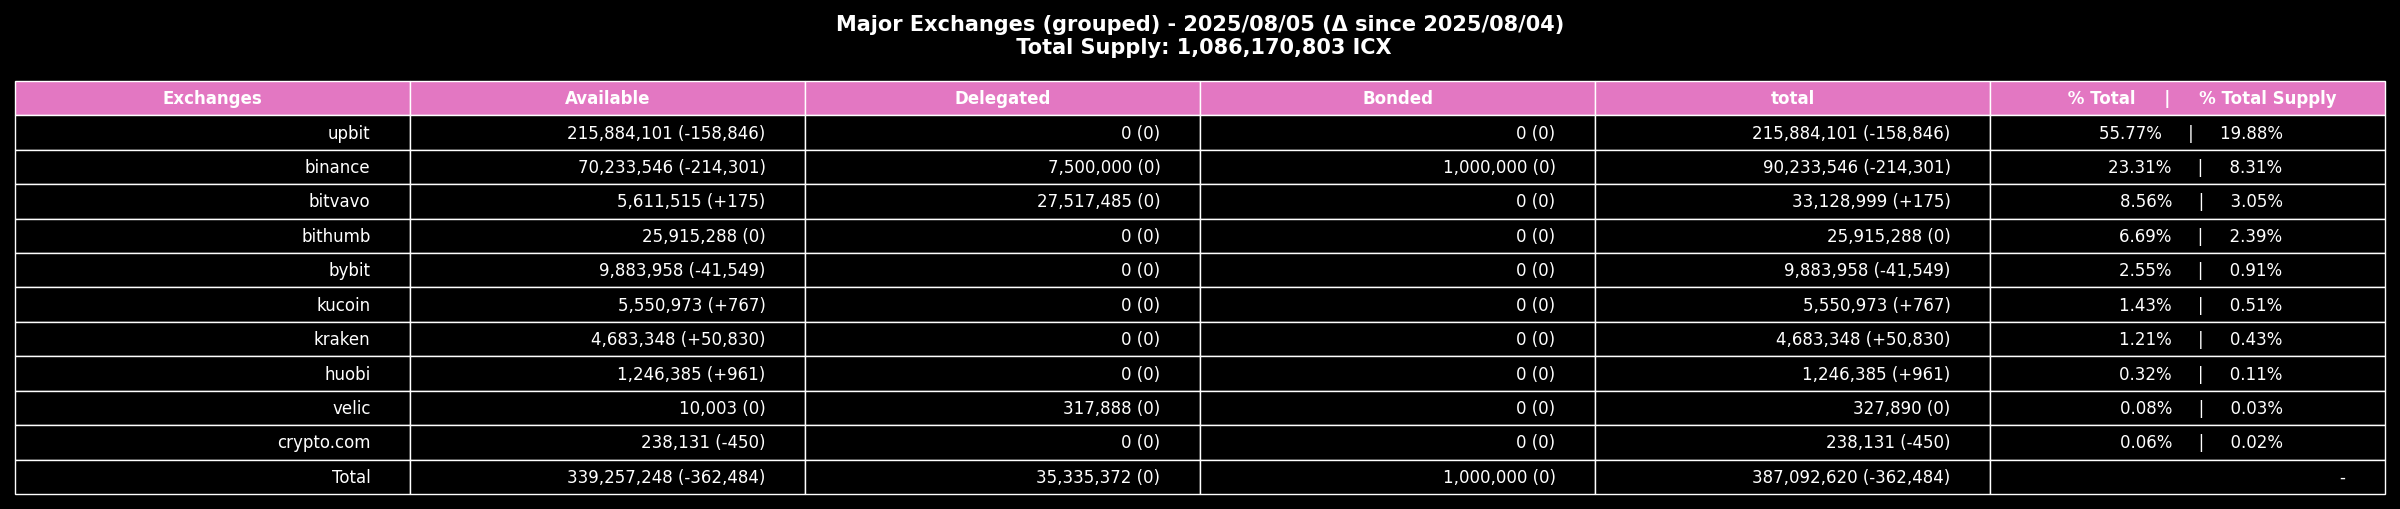 Major Exchanges (grouped) - 2025/08/05 (Δ since 2025/08/04)
Total Supply: 1,086,170,803 ICX
Exchanges Available Delegated Bonded total % Total | % Total Supply
upbit 215,884,101 (-158,846) 0 (0) 0 (0) 215,884,101 (-158,846) 55.77% | 19.88%
binance 70,233,546 (-214,301) 7,500,000 (0) 1,000,000 (0) 90,233,546 (-214,301) 23.31% | 8.31%
bitvavo 5,611,515 (+175) 27,517,485 (0) 0 (0) 33,128,999 (+175) 8.56% | 3.05%
bithumb 25,915,288 (0) 0 (0) 0 (0) 25,915,288 (0) 6.69% | 2.39%
bybit 9,883,958 (-41,549) 0 (0) 0 (0) 9,883,958 (-41,549) 2.55% | 0.91%
kucoin 5,550,973 (+767) 0 (0) 0 (0) 5,550,973 (+767) 1.43% | 0.51%
kraken 4,683,348 (+50,830) 0 (0) 0 (0) 4,683,348 (+50,830) 1.21% | 0.43%
huobi 1,246,385 (+961) 0 (0) 0 (0) 1,246,385 (+961) 0.32% | 0.11%
velic 10,003 (0) 317,888 (0) 0 (0) 327,890 (0) 0.08% | 0.03%
crypto.com 238,131 (-450) 0 (0) 0 (0) 238,131 (-450) 0.06% | 0.02%
Total 339,257,248 (-362,484) 35,335,372 (0) 1,000,000 (0) 387,092,620 (-362,484) -